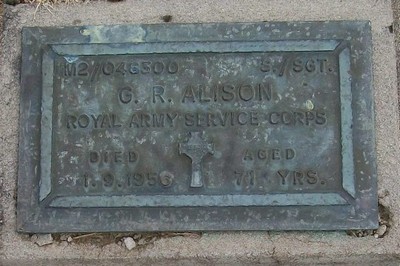 M2/046300 S./SGT.
G. R. ALISON
ROYAL ARMY SERVICE CORPS
DIED AGED
1.9.1956 71 YRS.